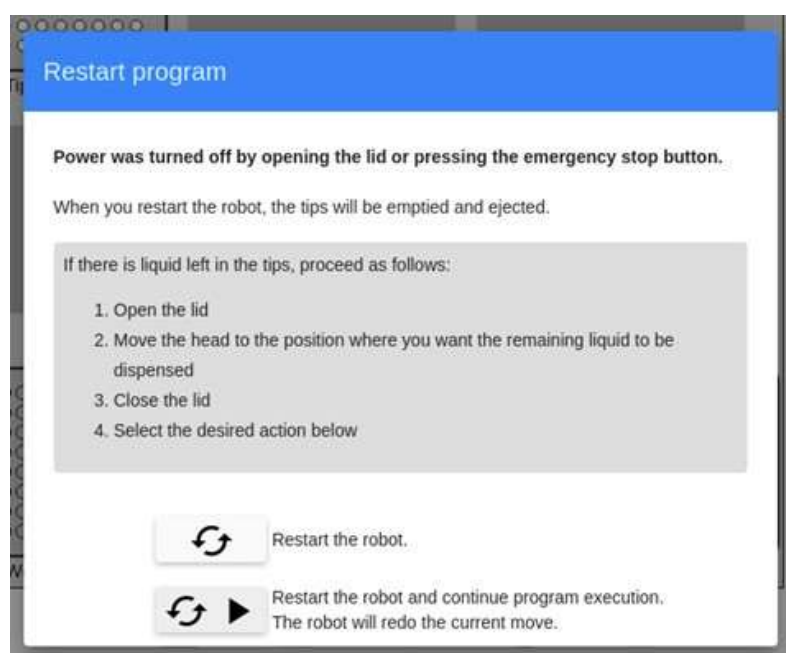 Restart program
Power was turned off by opening the lid or pressing the emergency stop button.
When you restart the robot, the tips will be emptied and ejected.
If there is liquid left in the tips, proceed as follows:
1. Open the lid
2. Move the head to the position where you want the remaining liquid to be
dispensed
3. Close the lid
4. Select the desired action below
Restart the robot.
Restart the robot and continue program execution.
The robot will redo the current move.